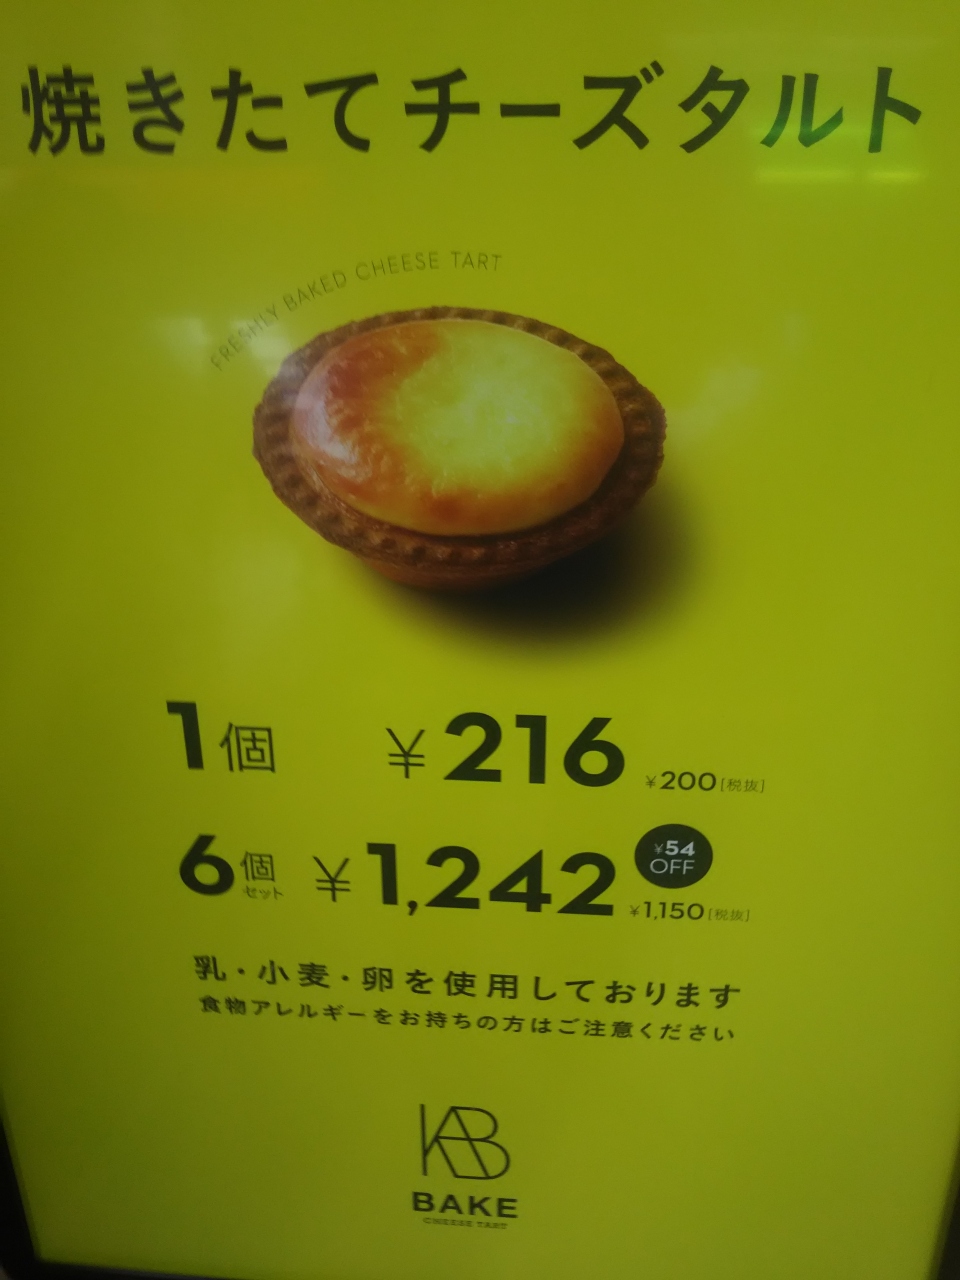 焼きたてチーズタルト
FRESHLY BAKED CHEESE TART
1個 ¥216 ¥200[税抜]
6個セット ¥1,242 ¥54 OFF ¥1,150[税抜]
乳・小麦・卵を使用しております
食物アレルギーをお持ちの方はご注意ください
KAB
BAKE
CHEESE TART